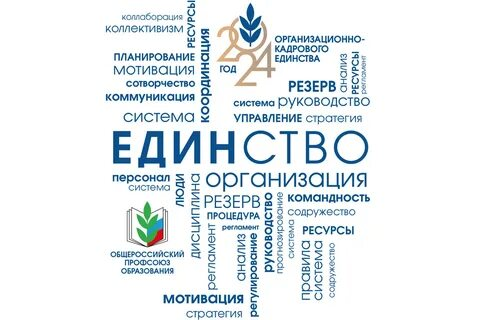 коллаборация
коллективизм
РЕСУРСЫ
планирование
мотивация
сотворчество
коммуникация
система
координация
2024
ГОД
ОРГАНИЗАЦИОННО-
КАДРОВОГО
ЕДИНСТВА
РЕЗЕРВ
анализ
РЕСУРСЫ
регламент
система руководство
УПРАВЛЕНИЕ стратегия
ЕДИНСТВО
персонал
система
ЛЮДИ
организация
дисциплина
РЕЗЕРВ
ПРОЦЕДУРА
регламент
регламент
анализ
регулирование
руководство
прогнозирование
система
командность
содружество
РЕСУРСЫ
правила
система
содружество
ОБЩЕРОССИЙСКИЙ
ПРОФСОЮЗ
ОБРАЗОВАНИЯ
мотивация
стратегия